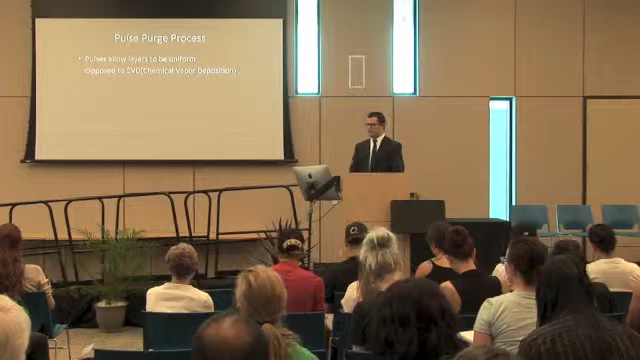 Pulse Purge Process
• Pulses allow layers to be uniform
• Opposed to CVD(Chemical Vapor Deposition)